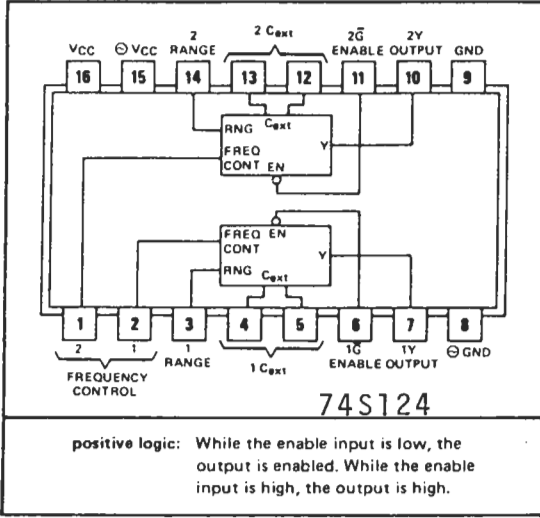 2 2 Cext 2G̅ 2Y
VCC ⊖ VCC RANGE ENABLE OUTPUT GND
16 15 14 13 12 11 10 9
RNG Cext
FREQ Y
CONT EN
FREQ EN
CONT Y
RNG Cext
1 2 3 4 5 6 7 8
2 1 1 1G̅ 1Y ⊖ GND
RANGE 1 Cext ENABLE OUTPUT
FREQUENCY
CONTROL
74S124
positive logic: While the enable input is low, the
output is enabled. While the enable
input is high, the output is high.